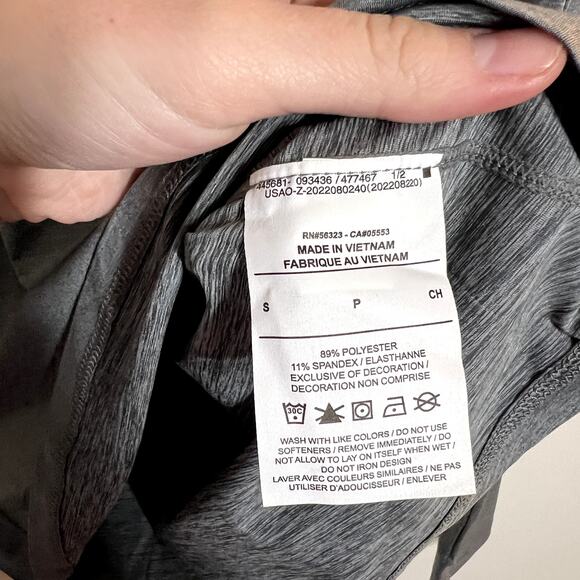 445681- 093436 / 477467 1/2
USAO-Z-2022080240(202208220)
RN#56323 - CA#05553
MADE IN VIETNAM
FABRIQUE AU VIETNAM
S P CH
89% POLYESTER
11% SPANDEX / ELASTHANNE
EXCLUSIVE OF DECORATION /
DECORATION NON COMPRISE
30C
WASH WITH LIKE COLORS / DO NOT USE
SOFTENERS / REMOVE IMMEDIATELY / DO
NOT ALLOW TO LAY ON ITSELF WHEN WET /
DO NOT IRON DESIGN
LAVER AVEC COULEURS SIMILAIRES / NE PAS
UTILISER D'ADOUCISSEUR / ENLEVER